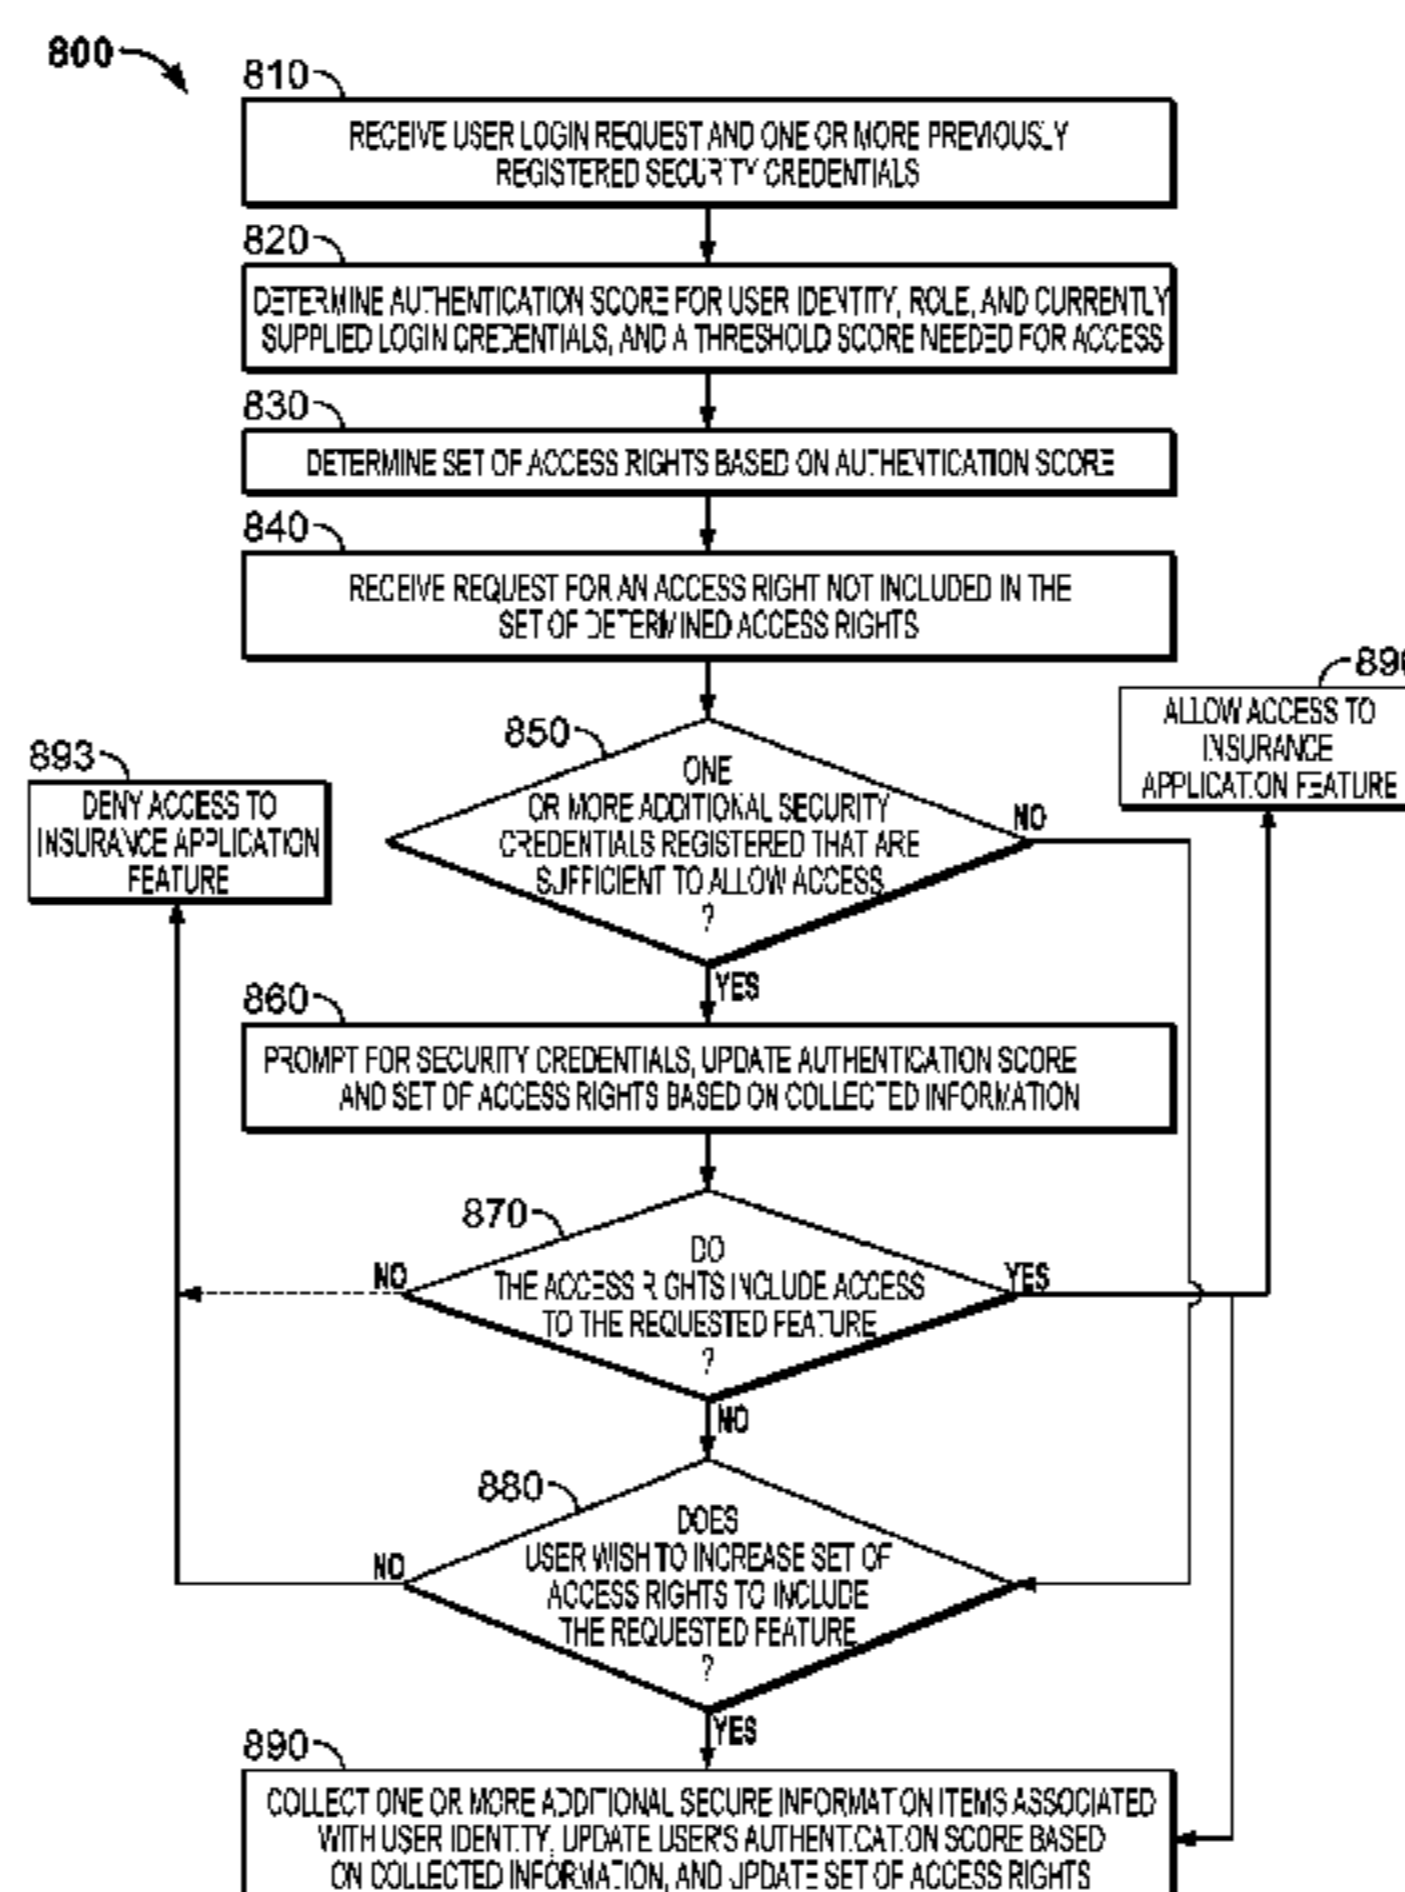 800
810
RECEIVE USER LOGIN REQUEST AND ONE OR MORE PREVIOUSLY
REGISTERED SECURITY CREDENTIALS
820
DETERMINE AUTHENTICATION SCORE FOR USER IDENTITY, ROLE, AND CURRENTLY
SUPPLIED LOGIN CREDENTIALS, AND A THRESHOLD SCORE NEEDED FOR ACCESS
830
DETERMINE SET OF ACCESS RIGHTS BASED ON AUTHENTICATION SCORE
840
RECEIVE REQUEST FOR AN ACCESS RIGHT NOT INCLUDED IN THE
SET OF DETERMINED ACCESS RIGHTS
ALLOW ACCESS TO
INSURANCE
APPLICATION FEATURE
850
ONE
OR MORE ADDITIONAL SECURITY
CREDENTIALS REGISTERED THAT ARE
SUFFICIENT TO ALLOW ACCESS
?
NO
YES
893
DENY ACCESS TO
INSURANCE APPLICATION
FEATURE
860
PROMPT FOR SECURITY CREDENTIALS, UPDATE AUTHENTICATION SCORE
AND SET OF ACCESS RIGHTS BASED ON COLLECTED INFORMATION
870
DO
THE ACCESS RIGHTS INCLUDE ACCESS
TO THE REQUESTED FEATURE
?
NO
YES
NO
880
DOES
USER WISH TO INCREASE SET OF
ACCESS RIGHTS TO INCLUDE
THE REQUESTED FEATURE
?
NO
YES
890
COLLECT ONE OR MORE ADDITIONAL SECURE INFORMATION ITEMS ASSOCIATED
WITH USER IDENTITY, UPDATE USER'S AUTHENTICATION SCORE BASED
ON COLLECTED INFORMATION, AND UPDATE SET OF ACCESS RIGHTS